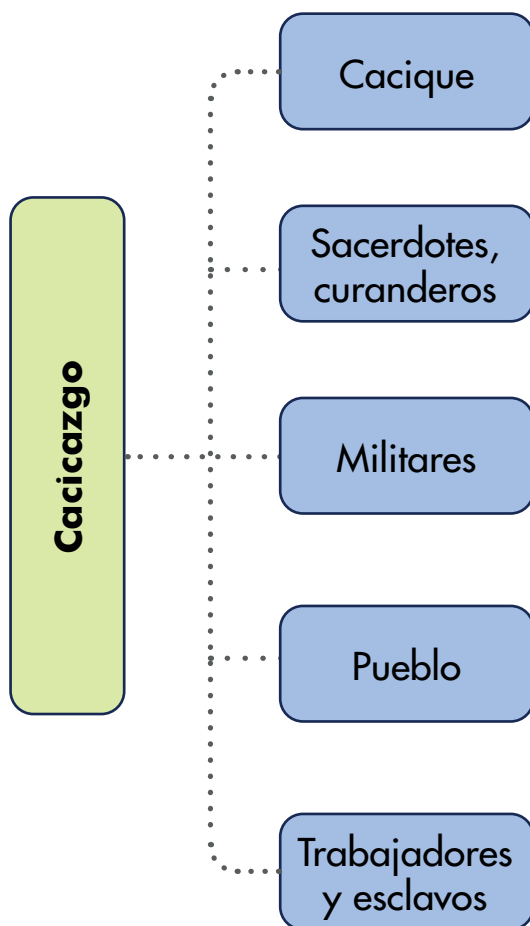 Cacique
Sacerdotes,
curanderos
Cacicazgo
Militares
Pueblo
Trabajadores
y esclavos